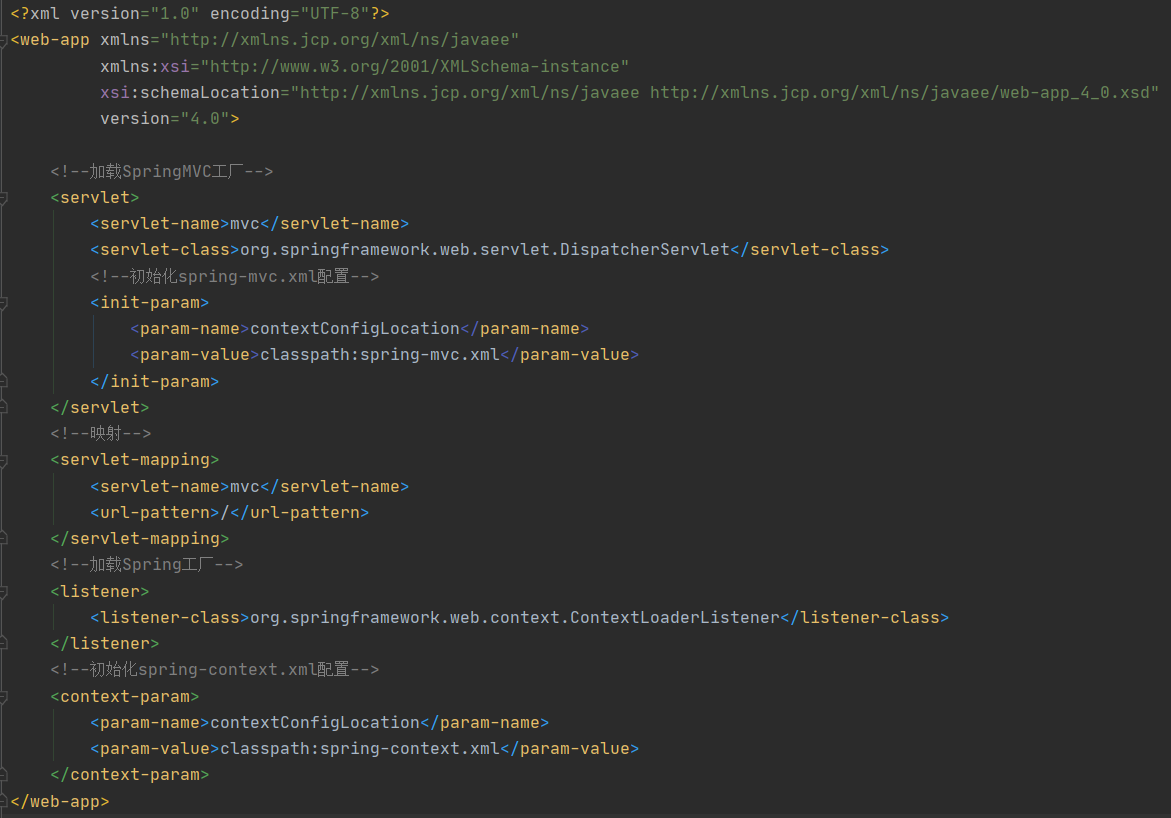 <?xml version="1.0" encoding="UTF-8"?>
<web-app xmlns="http://xmlns.jcp.org/xml/ns/javaee"
         xmlns:xsi="http://www.w3.org/2001/XMLSchema-instance"
         xsi:schemaLocation="http://xmlns.jcp.org/xml/ns/javaee http://xmlns.jcp.org/xml/ns/javaee/web-app_4_0.xsd"
         version="4.0">

    <!--加载SpringMVC工厂-->
    <servlet>
        <servlet-name>mvc</servlet-name>
        <servlet-class>org.springframework.web.servlet.DispatcherServlet</servlet-class>
        <!--初始化spring-mvc.xml配置-->
        <init-param>
            <param-name>contextConfigLocation</param-name>
            <param-value>classpath:spring-mvc.xml</param-value>
        </init-param>
    </servlet>
    <!--映射-->
    <servlet-mapping>
        <servlet-name>mvc</servlet-name>
        <url-pattern>/</url-pattern>
    </servlet-mapping>
    <!--加载Spring工厂-->
    <listener>
        <listener-class>org.springframework.web.context.ContextLoaderListener</listener-class>
    </listener>
    <!--初始化spring-context.xml配置-->
    <context-param>
        <param-name>contextConfigLocation</param-name>
        <param-value>classpath:spring-context.xml</param-value>
    </context-param>
</web-app>